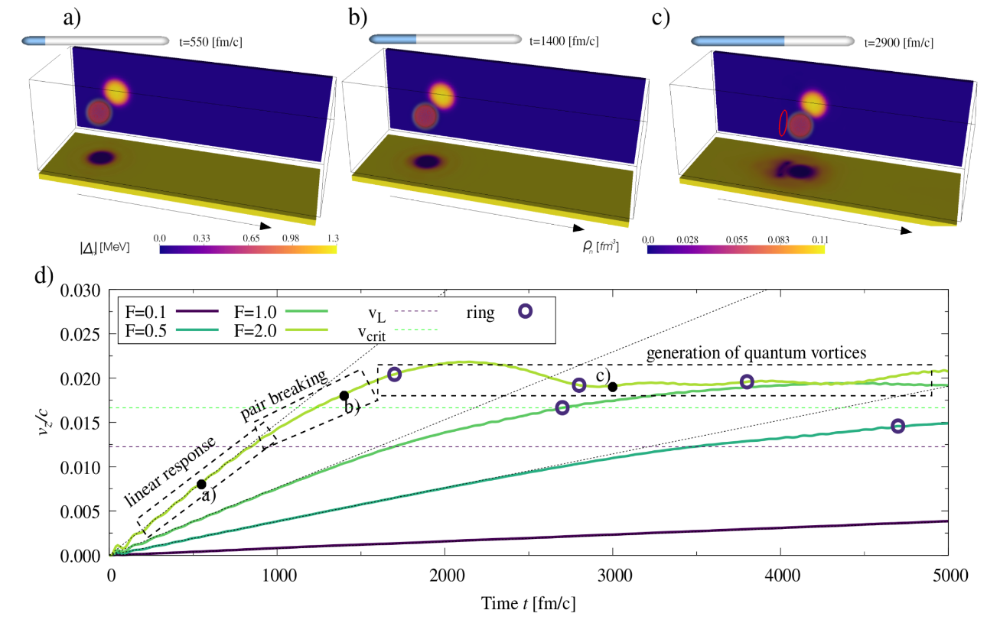 a)
b)
c)
t=550 [fm/c]
t=1400 [fm/c]
t=2900 [fm/c]
|Δ| [MeV]
0.0 0.33 0.65 0.98 1.3
ρn [fm³]
0.0 0.028 0.055 0.083 0.11
d)
0.030
0.025
0.020
0.015
0.010
0.005
0.000
vz/c
F=0.1
F=0.5
F=1.0
F=2.0
vL
vcrit
ring
linear response
pair breaking
generation of quantum vortices
a)
b)
c)
0 1000 2000 3000 4000 5000
Time t [fm/c]